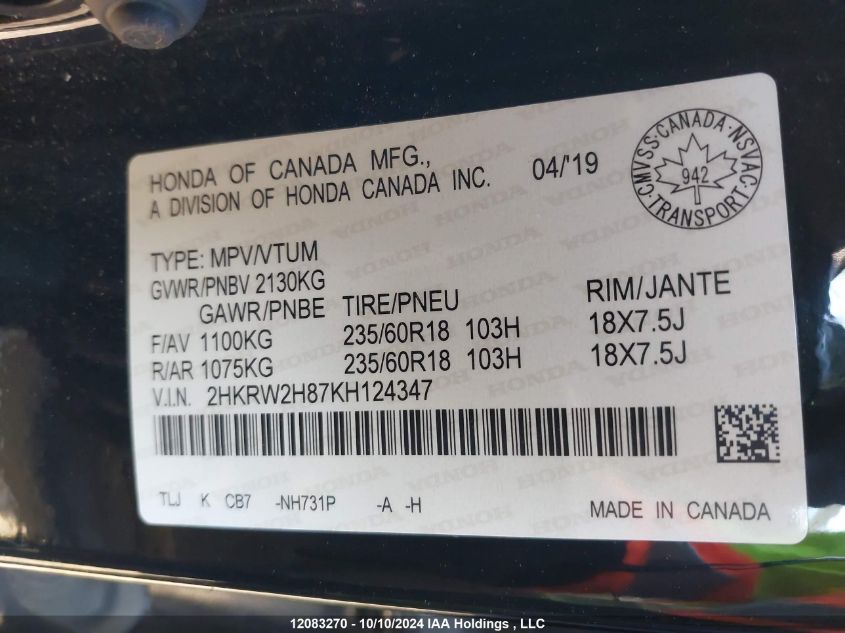 HONDA OF CANADA MFG.,
A DIVISION OF HONDA CANADA INC.
04/'19
CMVSS·CANADA·NSVAC·TRANSPORT
942
TYPE: MPV/VTUM
GVWR/PNBV 2130KG
GAWR/PNBE TIRE/PNEU RIM/JANTE
F/AV 1100KG 235/60R18 103H 18X7.5J
R/AR 1075KG 235/60R18 103H 18X7.5J
V.I.N. 2HKRW2H87KH124347
TLJ K CB7 -NH731P -A -H
MADE IN CANADA
12083270 - 10/10/2024 IAA Holdings , LLC